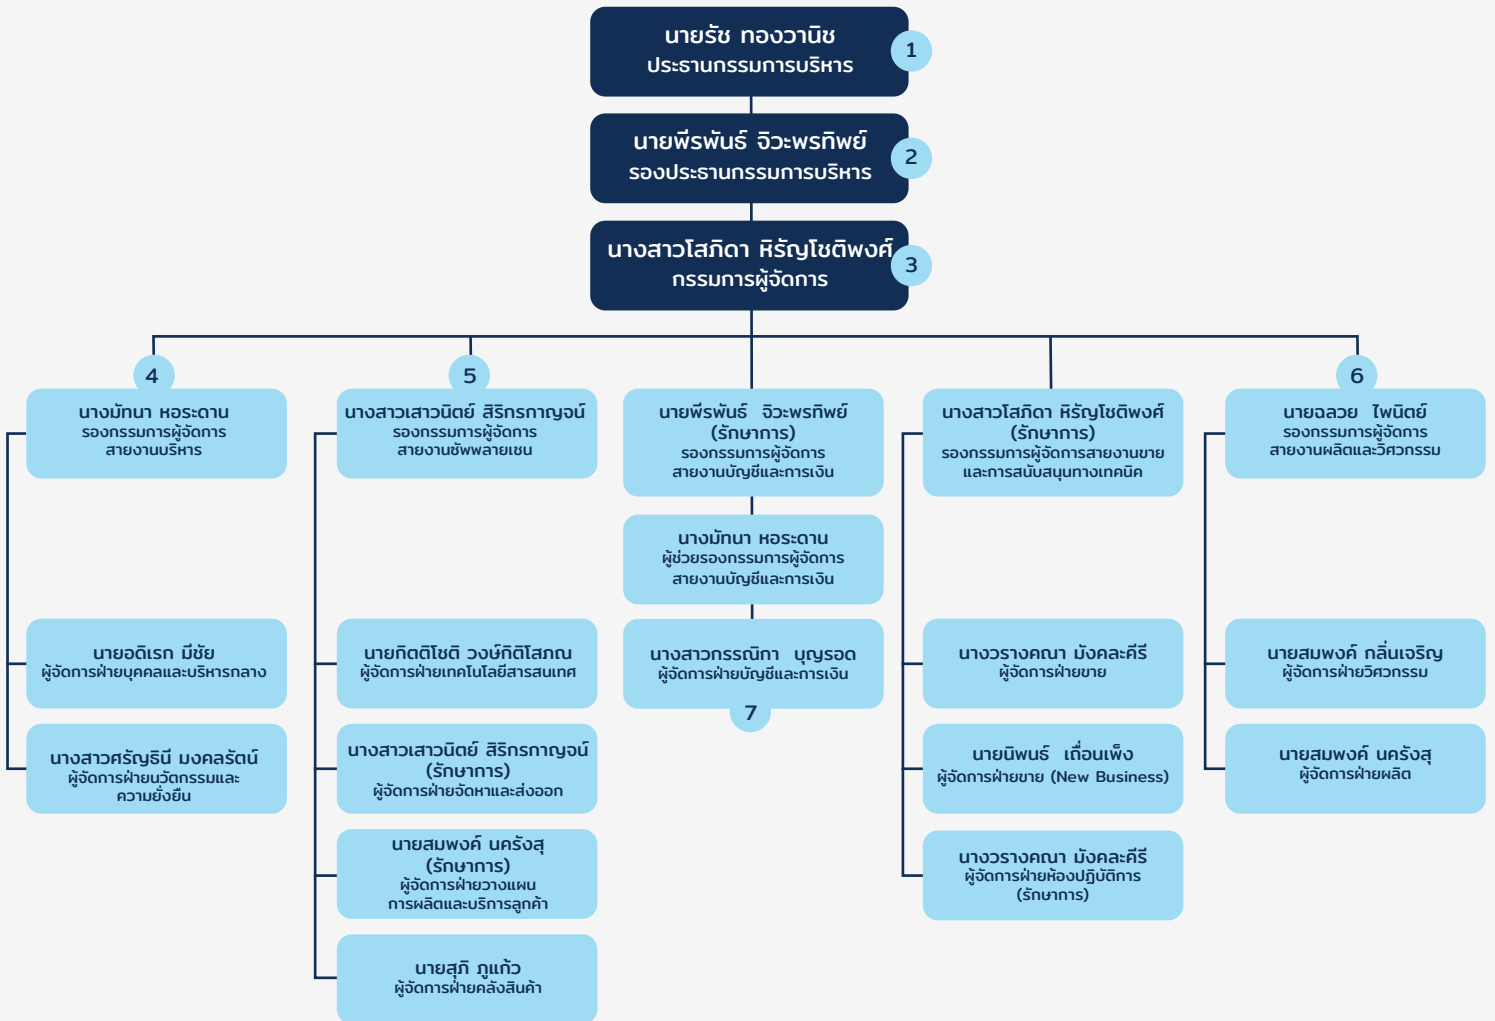 นายรัช ทองวานิช
ประธานกรรมการบริหาร
1
นายพีรพันธ์ จิวะพรทิพย์
รองประธานกรรมการบริหาร
2
นางสาวโสภิดา หิรัญโชติพงศ์
กรรมการผู้จัดการ
3
4
นางมัทนา หอระดาน
รองกรรมการผู้จัดการ
สายงานบริหาร
5
นางสาวเสาวนิตย์ สิริกรกาญจน์
รองกรรมการผู้จัดการ
สายงานซัพพลายเชน
นายพีรพันธ์ จิวะพรทิพย์
(รักษาการ)
รองกรรมการผู้จัดการ
สายงานบัญชีและการเงิน
นางสาวโสภิดา หิรัญโชติพงศ์
(รักษาการ)
รองกรรมการผู้จัดการสายงานขาย
และการสนับสนุนทางเทคนิค
6
นายฉลวย ไพนิตย์
รองกรรมการผู้จัดการ
สายงานผลิตและวิศวกรรม
นางมัทนา หอระดาน
ผู้ช่วยรองกรรมการผู้จัดการ
สายงานบัญชีและการเงิน
นายอดิเรก มีชัย
ผู้จัดการฝ่ายบุคคลและบริหารกลาง
นายกิตติโชติ วงษ์กิติโสภณ
ผู้จัดการฝ่ายเทคโนโลยีสารสนเทศ
นางสาวกรรณิกา บุญรอด
ผู้จัดการฝ่ายบัญชีและการเงิน
7
นางวรางคณา มังคละคีรี
ผู้จัดการฝ่ายขาย
นายสมพงค์ กลิ่นเจริญ
ผู้จัดการฝ่ายวิศวกรรม
นางสาวศรัญธินี มงคลรัตน์
ผู้จัดการฝ่ายนวัตกรรมและ
ความยั่งยืน
นางสาวเสาวนิตย์ สิริกรกาญจน์
(รักษาการ)
ผู้จัดการฝ่ายจัดหาและส่งออก
นายนิพนธ์ เถื่อนเพ็ง
ผู้จัดการฝ่ายขาย (New Business)
นายสมพงค์ นครังสุ
ผู้จัดการฝ่ายผลิต
นายสมพงค์ นครังสุ
(รักษาการ)
ผู้จัดการฝ่ายวางแผน
การผลิตและบริการลูกค้า
นางวรางคณา มังคละคีรี
ผู้จัดการฝ่ายห้องปฏิบัติการ
(รักษาการ)
นายสุภิ ภูแก้ว
ผู้จัดการฝ่ายคลังสินค้า